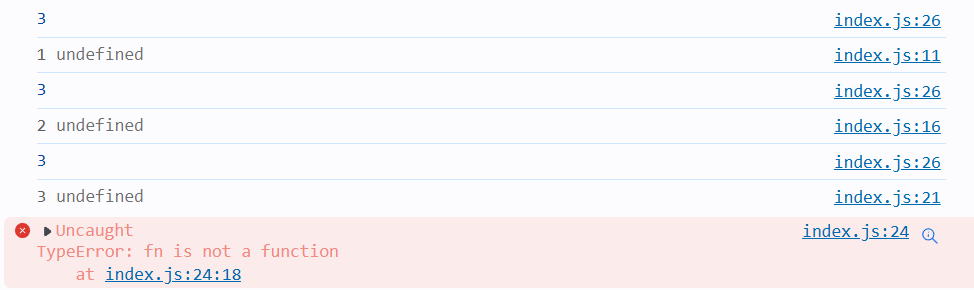 3 index.js:26
1 undefined index.js:11
3 index.js:26
2 undefined index.js:16
3 index.js:26
3 undefined index.js:21
Uncaught index.js:24
TypeError: fn is not a function
at index.js:24:18